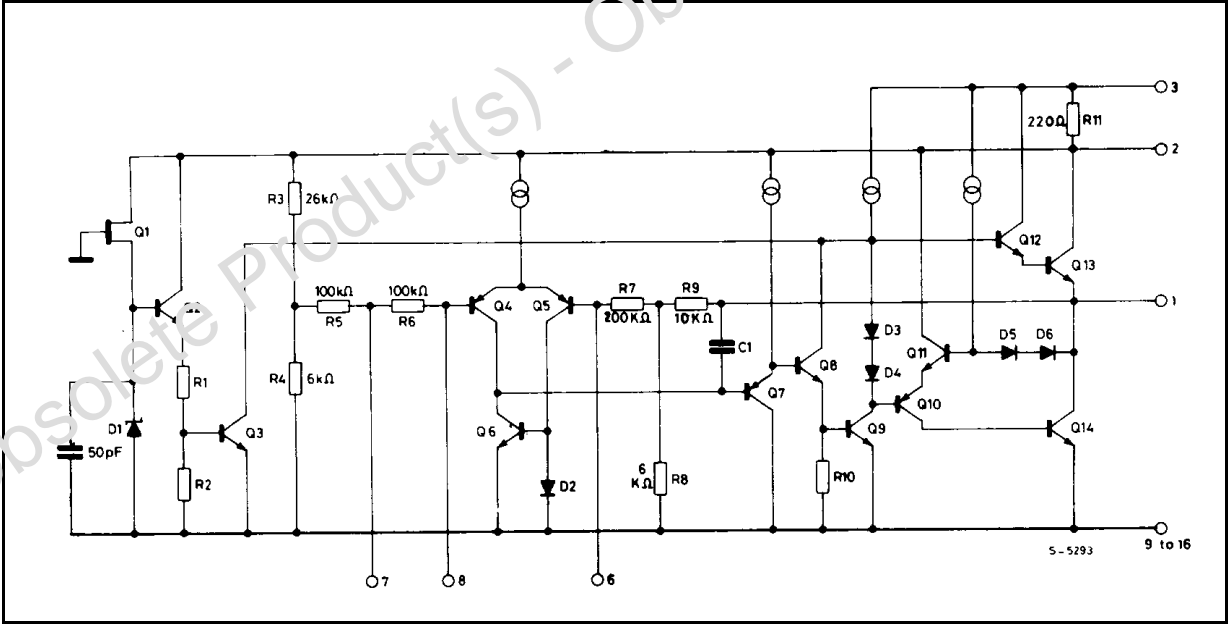 Obsolete Product(s) - Ob
3
220Ω R11
2
R3 26kΩ
Q1
Q12
Q13
100kΩ 100kΩ
R5 R6
Q4 Q5
R7 R9
200KΩ 10KΩ
1
C1
D3
D5 D6
Q11
Q8
D4
R4 6kΩ
R1
Q7
Q10
D1
Q3
Q6
Q9
Q14
50pF
R2
D2
6
KΩ R8
R10
S-5293
9 to 16
7
8
6